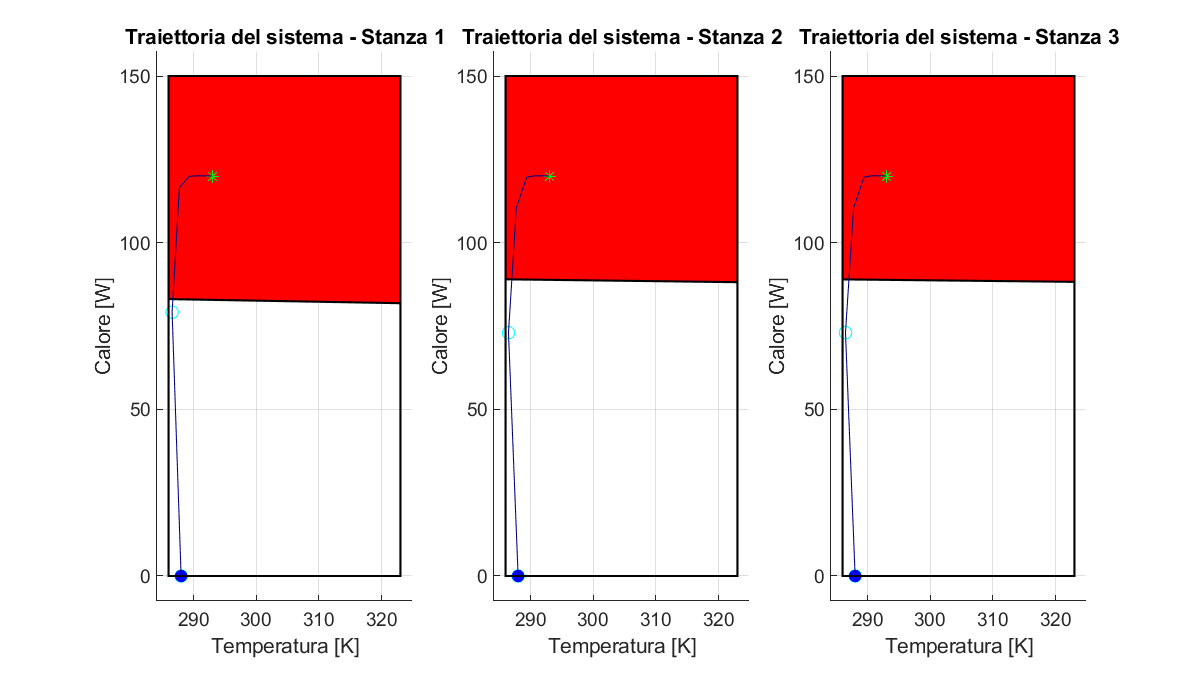 Traiettoria del sistema - Stanza 1
150
100
50
0
Calore [W]
290 300 310 320
Temperatura [K]
Traiettoria del sistema - Stanza 2
150
100
50
0
Calore [W]
290 300 310 320
Temperatura [K]
Traiettoria del sistema - Stanza 3
150
100
50
0
Calore [W]
290 300 310 320
Temperatura [K]